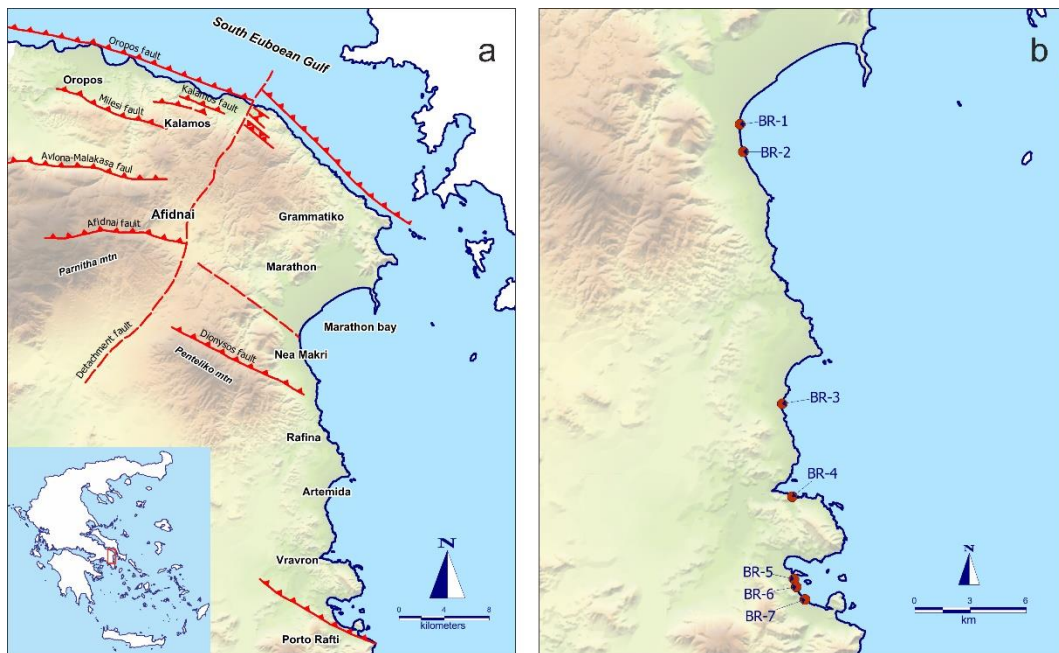 South Euboean Gulf
a
Oropos fault
Oropos
Milesi fault
Kalamos fault
Kalamos
Avlona-Malakasa faul
Afidnai
Grammatiko
Afidnai fault
Parnitha mtn
Marathon
Detachment fault
Marathon bay
Dionysos fault
Nea Makri
Penteliko mtn
Rafina
Artemida
N
Vravron
0 4 8
kilometers
Porto Rafti
b
BR-1
BR-2
BR-3
BR-4
N
BR-5
BR-6
BR-7
0 3 6
km